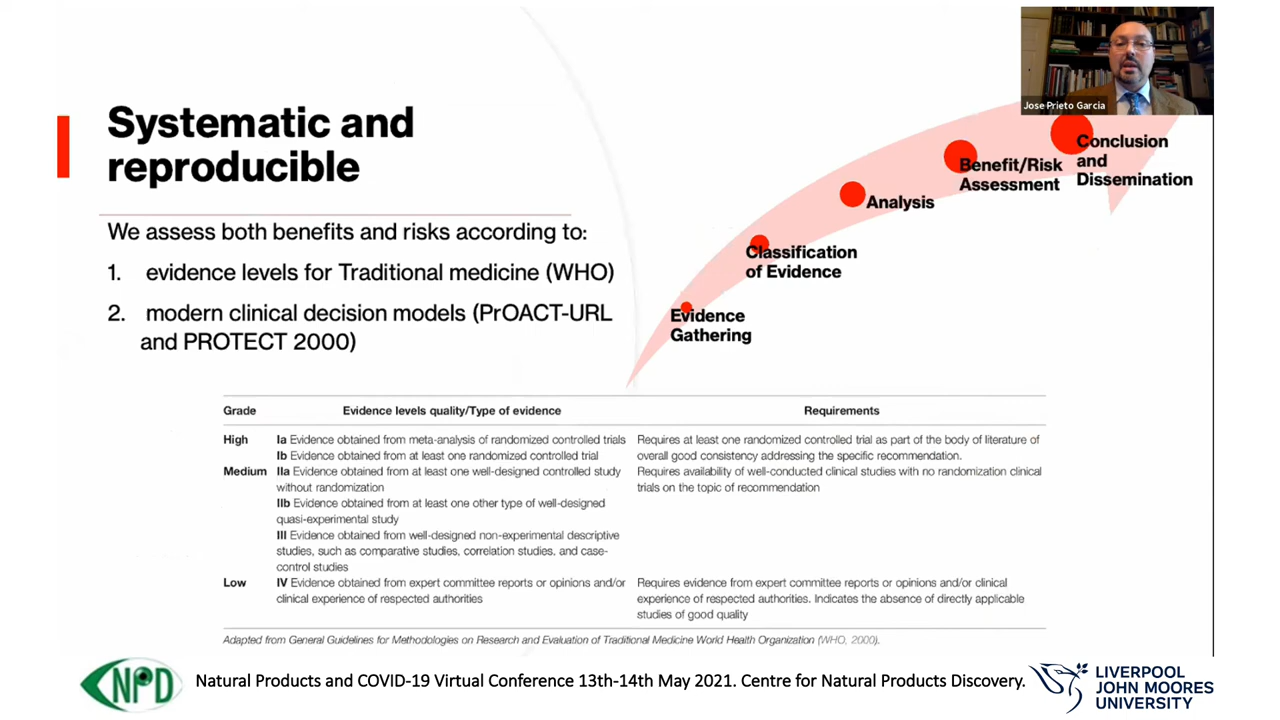 Jose Prieto Garcia
Systematic and
reproducible
We assess both benefits and risks according to:
1. evidence levels for Traditional medicine (WHO)
2. modern clinical decision models (PrOACT-URL
and PROTECT 2000)
Evidence
Gathering
Classification
of Evidence
Analysis
Benefit/Risk
Assessment
Conclusion
and
Dissemination
Grade Evidence levels quality/Type of evidence Requirements
High Ia Evidence obtained from meta-analysis of randomized controlled trials Requires at least one randomized controlled trial as part of the body of literature of
Ib Evidence obtained from at least one randomized controlled trial overall good consistency addressing the specific recommendation.
Medium IIa Evidence obtained from at least one well-designed controlled study Requires availability of well-conducted clinical studies with no randomization clinical
without randomization trials on the topic of recommendation
IIb Evidence obtained from at least one other type of well-designed
quasi-experimental study
III Evidence obtained from well-designed non-experimental descriptive
studies, such as comparative studies, correlation studies, and case-
control studies
Low IV Evidence obtained from expert committee reports or opinions and/or Requires evidence from expert committee reports or opinions and/or clinical
clinical experience of respected authorities experience of respected authorities. Indicates the absence of directly applicable
studies of good quality
Adapted from General Guidelines for Methodologies on Research and Evaluation of Traditional Medicine World Health Organization (WHO, 2000).
NPD
Natural Products and COVID-19 Virtual Conference 13th-14th May 2021. Centre for Natural Products Discovery.
LIVERPOOL
JOHN MOORES
UNIVERSITY